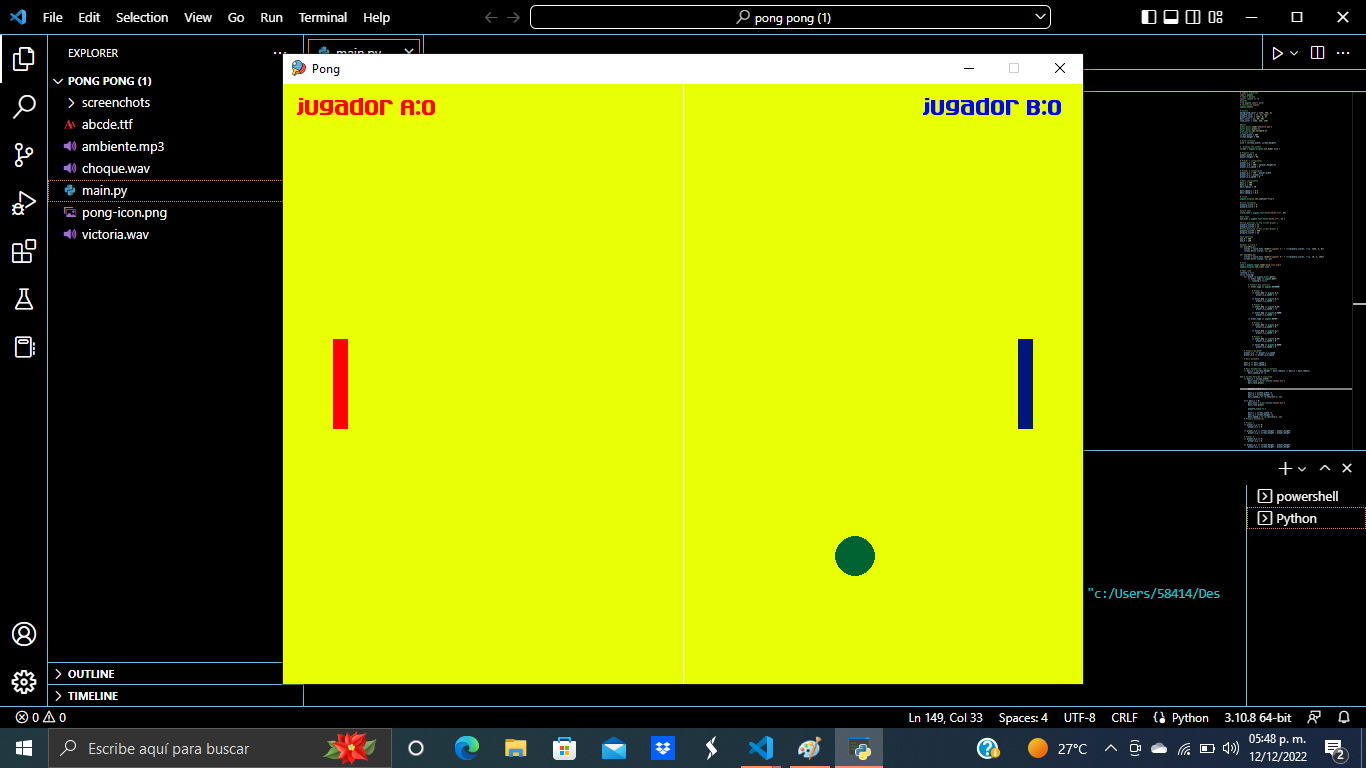 File Edit Selection View Go Run Terminal Help
pong pong (1)
EXPLORER
main.py
PONG PONG (1)
screenchots
abcde.ttf
ambiente.mp3
choque.wav
main.py
pong-icon.png
victoria.wav
Pong
jugador A:0
jugador B:0
powershell
Python
"c:/Users/58414/Des
OUTLINE
TIMELINE
0 0
Ln 149, Col 33 Spaces: 4 UTF-8 CRLF Python 3.10.8 64-bit
Escribe aquí para buscar
27°C
05:48 p. m.
12/12/2022
2